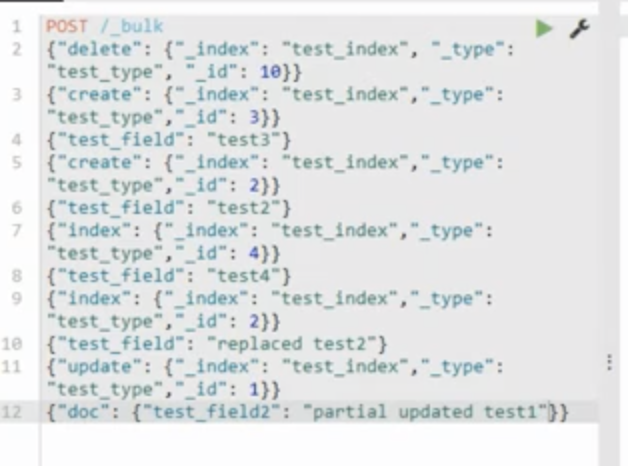 1 POST /_bulk
2 {"delete": {"_index": "test_index", "_type":
"test_type", "_id": 10}}
3 {"create": {"_index": "test_index","_type":
"test_type","_id": 3}}
4 {"test_field": "test3"}
5 {"create": {"_index": "test_index","_type":
"test_type","_id": 2}}
6 {"test_field": "test2"}
7 {"index": {"_index": "test_index","_type":
"test_type","_id": 4}}
8 {"test_field": "test4"}
9 {"index": {"_index": "test_index","_type":
"test_type","_id": 2}}
10 {"test_field": "replaced test2"}
11 {"update": {"_index": "test_index","_type":
"test_type","_id": 1}}
12 {"doc": {"test_field2": "partial updated test1"}}